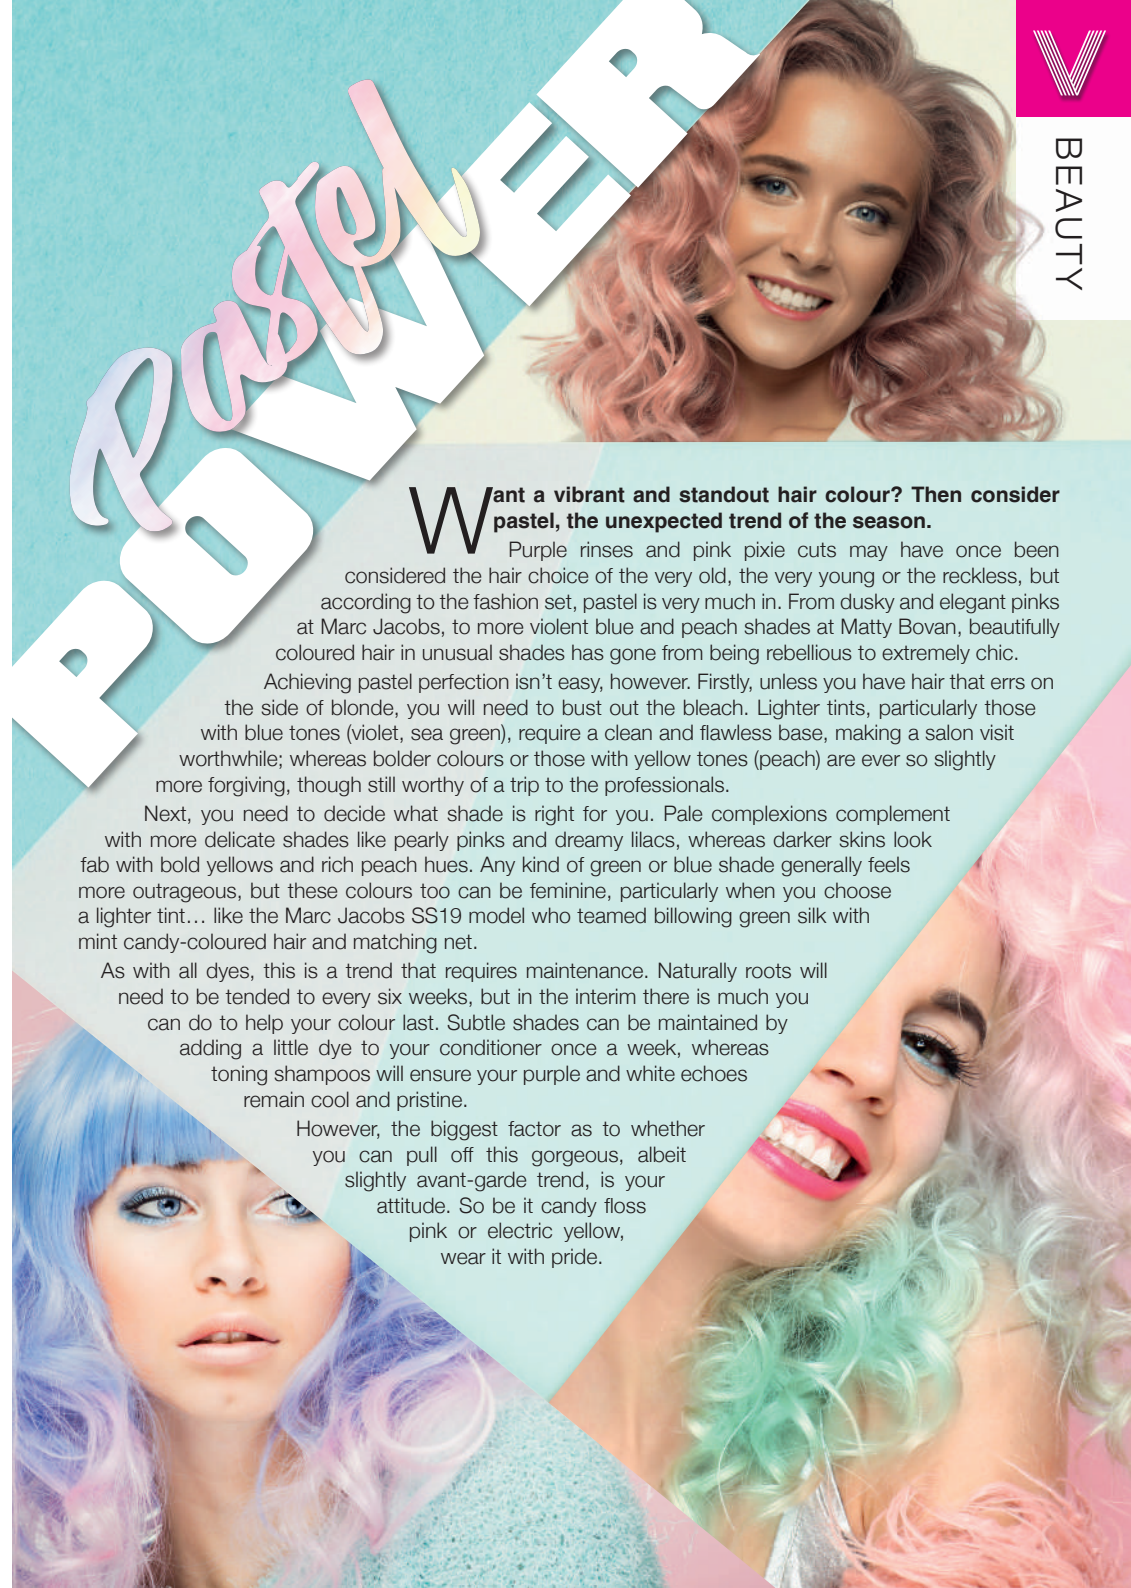 Pastel
POWER
V
BEAUTY
Want a vibrant and standout hair colour? Then consider
pastel, the unexpected trend of the season.
Purple rinses and pink pixie cuts may have once been
considered the hair choice of the very old, the very young or the reckless, but
according to the fashion set, pastel is very much in. From dusky and elegant pinks
at Marc Jacobs, to more violent blue and peach shades at Matty Bovan, beautifully
coloured hair in unusual shades has gone from being rebellious to extremely chic.
Achieving pastel perfection isn’t easy, however. Firstly, unless you have hair that errs on
the side of blonde, you will need to bust out the bleach. Lighter tints, particularly those
with blue tones (violet, sea green), require a clean and flawless base, making a salon visit
worthwhile; whereas bolder colours or those with yellow tones (peach) are ever so slightly
more forgiving, though still worthy of a trip to the professionals.
Next, you need to decide what shade is right for you. Pale complexions complement
with more delicate shades like pearly pinks and dreamy lilacs, whereas darker skins look
fab with bold yellows and rich peach hues. Any kind of green or blue shade generally feels
more outrageous, but these colours too can be feminine, particularly when you choose
a lighter tint… like the Marc Jacobs SS19 model who teamed billowing green silk with
mint candy-coloured hair and matching net.
As with all dyes, this is a trend that requires maintenance. Naturally roots will
need to be tended to every six weeks, but in the interim there is much you
can do to help your colour last. Subtle shades can be maintained by
adding a little dye to your conditioner once a week, whereas
toning shampoos will ensure your purple and white echoes
remain cool and pristine.
However, the biggest factor as to whether
you can pull off this gorgeous, albeit
slightly avant-garde trend, is your
attitude. So be it candy floss
pink or electric yellow,
wear it with pride.